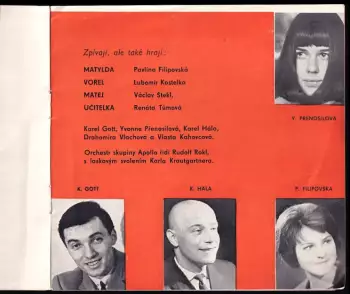 Zpívají, ale také hrají:
MATYLDA Pavlína Filipovská
VOREL Lubomír Kostelka
MATEJ Václav Štekl,
UČITELKA Renata Tůmová
Karel Gott, Yvonne Přenosilová, Karel Hála,
Drahomíra Vlachová a Vlasta Kahovcová.
Orchestr skupiny Apollo řídí Rudolf Rokl,
s laskavým svolením Karla Krautgartnera.
Y. PŘENOSILOVÁ
K. GOTT
K. HÁLA
P. FILIPOVSKÁ